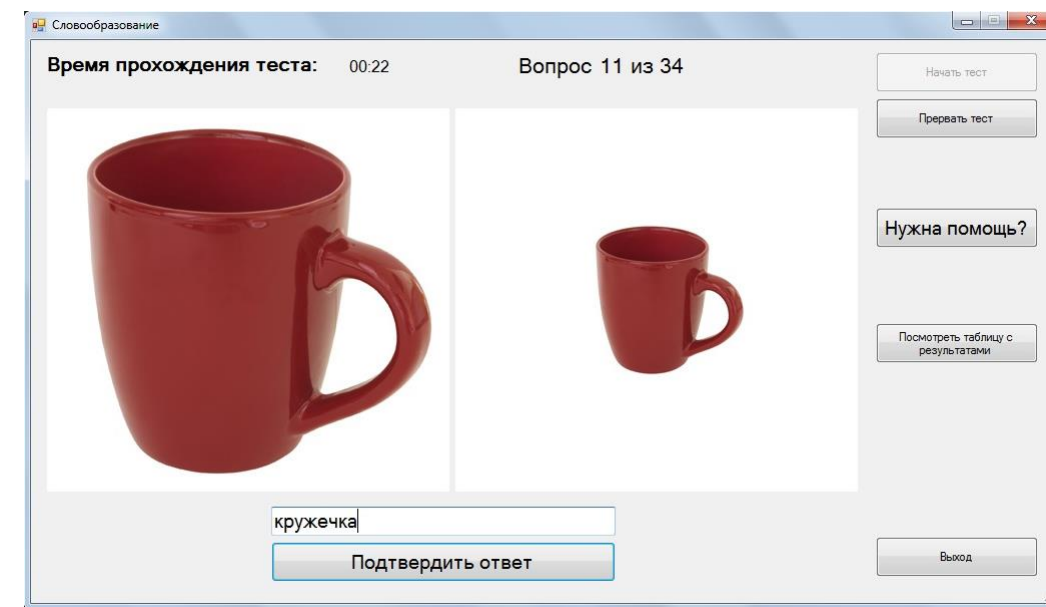 Словообразование
Время прохождения теста: 00:22 Вопрос 11 из 34
Начать тест
Прервать тест
Нужна помощь?
Посмотреть таблицу с
результатами
кружечка
Подтвердить ответ
Выход